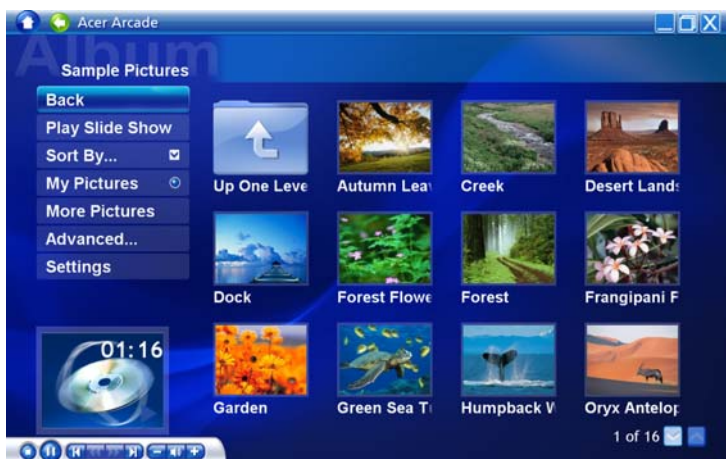 Acer Arcade
Album
Sample Pictures
Back
Play Slide Show
Sort By...
My Pictures
More Pictures
Advanced...
Settings
Up One Leve
Autumn Lea
Creek
Desert Lands
Dock
Forest Flowe
Forest
Frangipani F
Garden
Green Sea T
Humpback W
Oryx Antelop
01:16
1 of 16